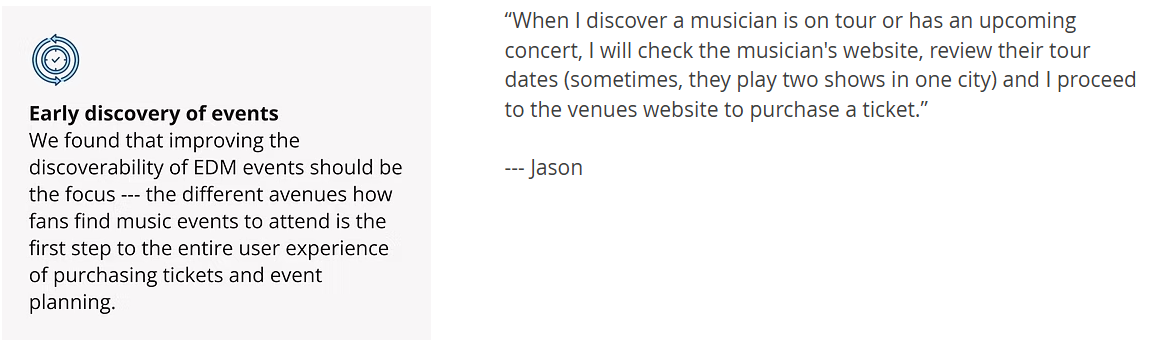 Early discovery of events
We found that improving the
discoverability of EDM events should be
the focus --- the different avenues how
fans find music events to attend is the
first step to the entire user experience
of purchasing tickets and event
planning.
“When I discover a musician is on tour or has an upcoming
concert, I will check the musician's website, review their tour
dates (sometimes, they play two shows in one city) and I proceed
to the venues website to purchase a ticket.”
--- Jason